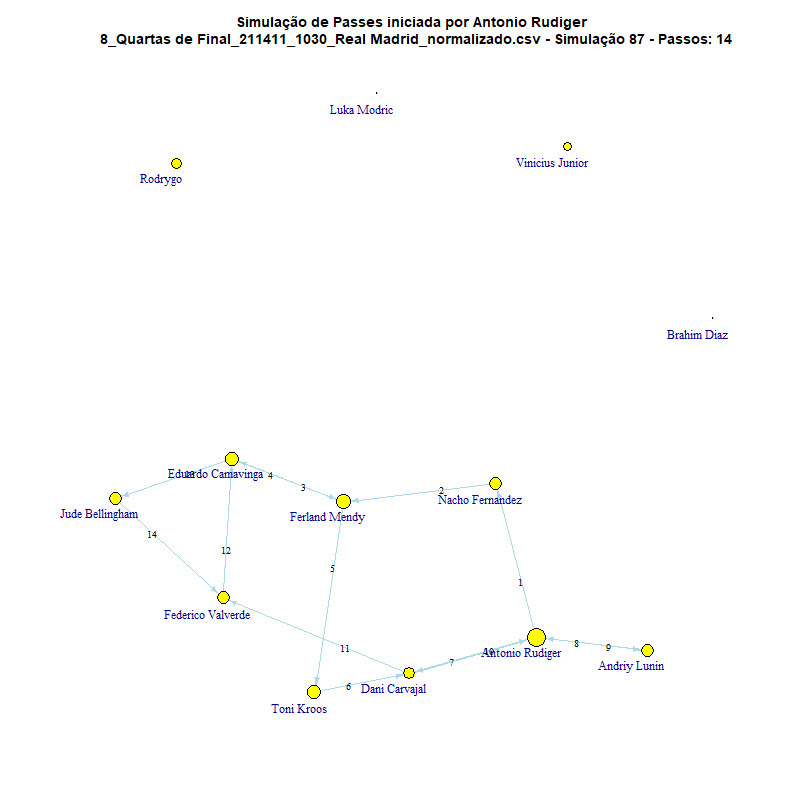 Simulação de Passes iniciada por Antonio Rudiger
8_Quartas de Final_211411_1030_Real Madrid_normalizado.csv - Simulação 87 - Passos: 14
Luka Modric
Vinicius Junior
Rodrygo
Brahim Diaz
Eduardo Camavinga
13
4
3
2
Nacho Fernandez
Jude Bellingham
Ferland Mendy
14
12
5
1
Federico Valverde
11
10
8
9
Antonio Rudiger
7
Andriy Lunin
6
Dani Carvajal
Toni Kroos